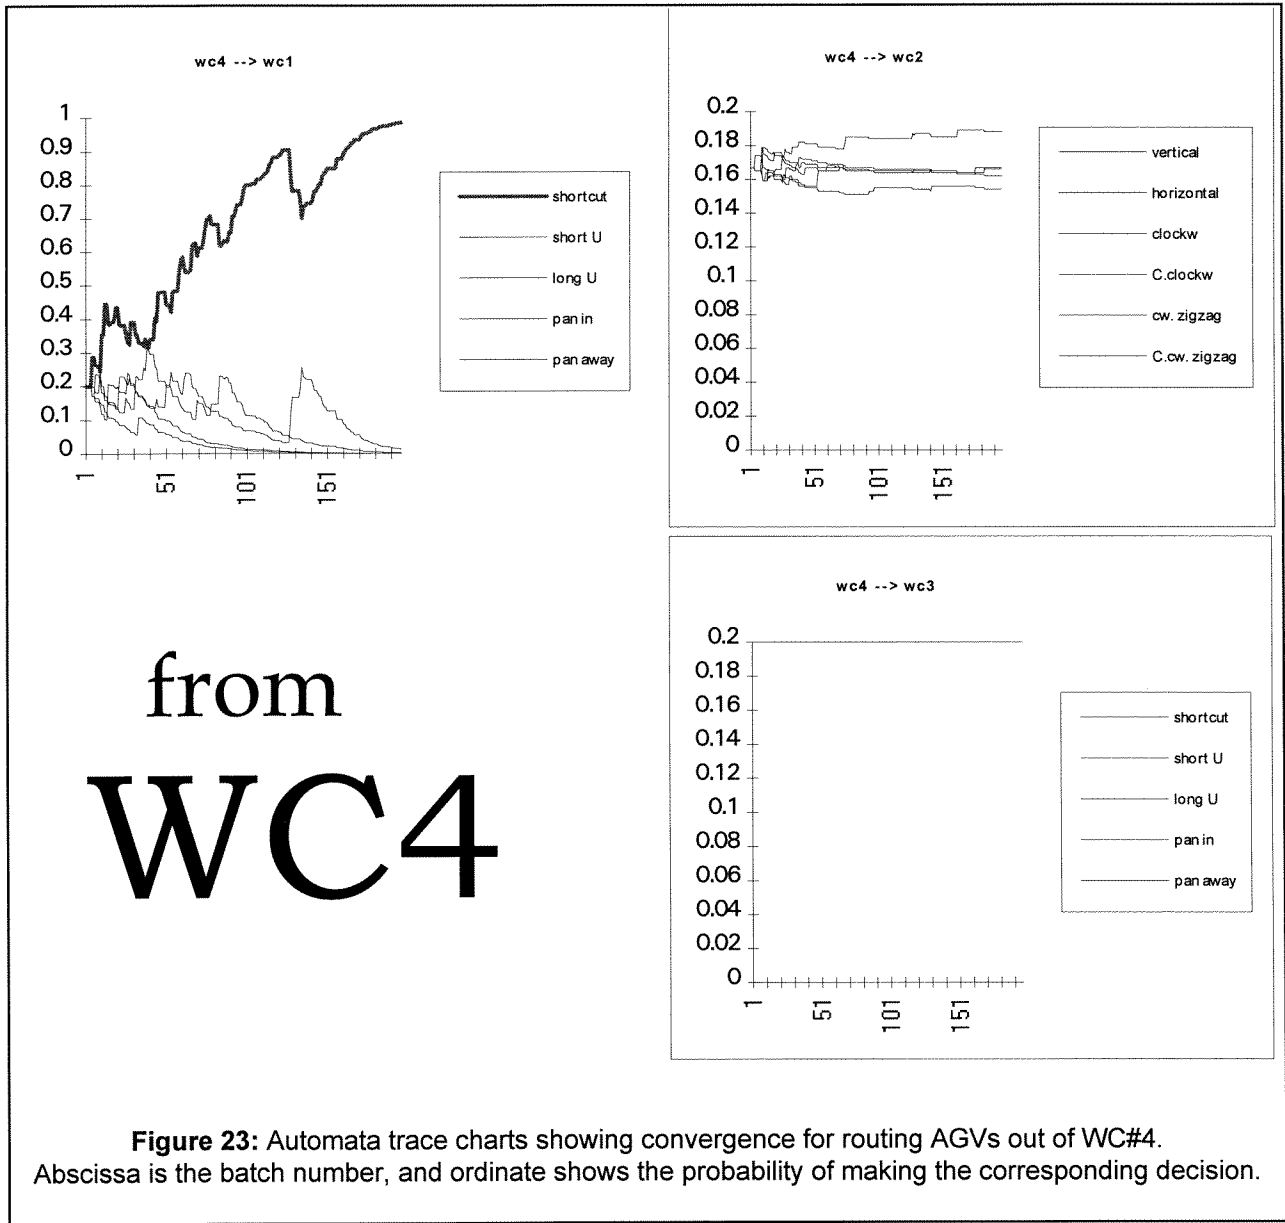 wc4 --> wc1
1
0.9
0.8
0.7
0.6
0.5
0.4
0.3
0.2
0.1
0
1
51
101
151
shortcut
short U
long U
pan in
pan away
wc4 --> wc2
0.2
0.18
0.16
0.14
0.12
0.1
0.08
0.06
0.04
0.02
0
1
51
101
151
vertical
horizontal
clockw
C.clockw
cw. zigzag
C.cw. zigzag
from
WC4
wc4 --> wc3
0.2
0.18
0.16
0.14
0.12
0.1
0.08
0.06
0.04
0.02
0
1
51
101
151
shortcut
short U
long U
pan in
pan away
Figure 23: Automata trace charts showing convergence for routing AGVs out of WC#4.
Abscissa is the batch number, and ordinate shows the probability of making the corresponding decision.